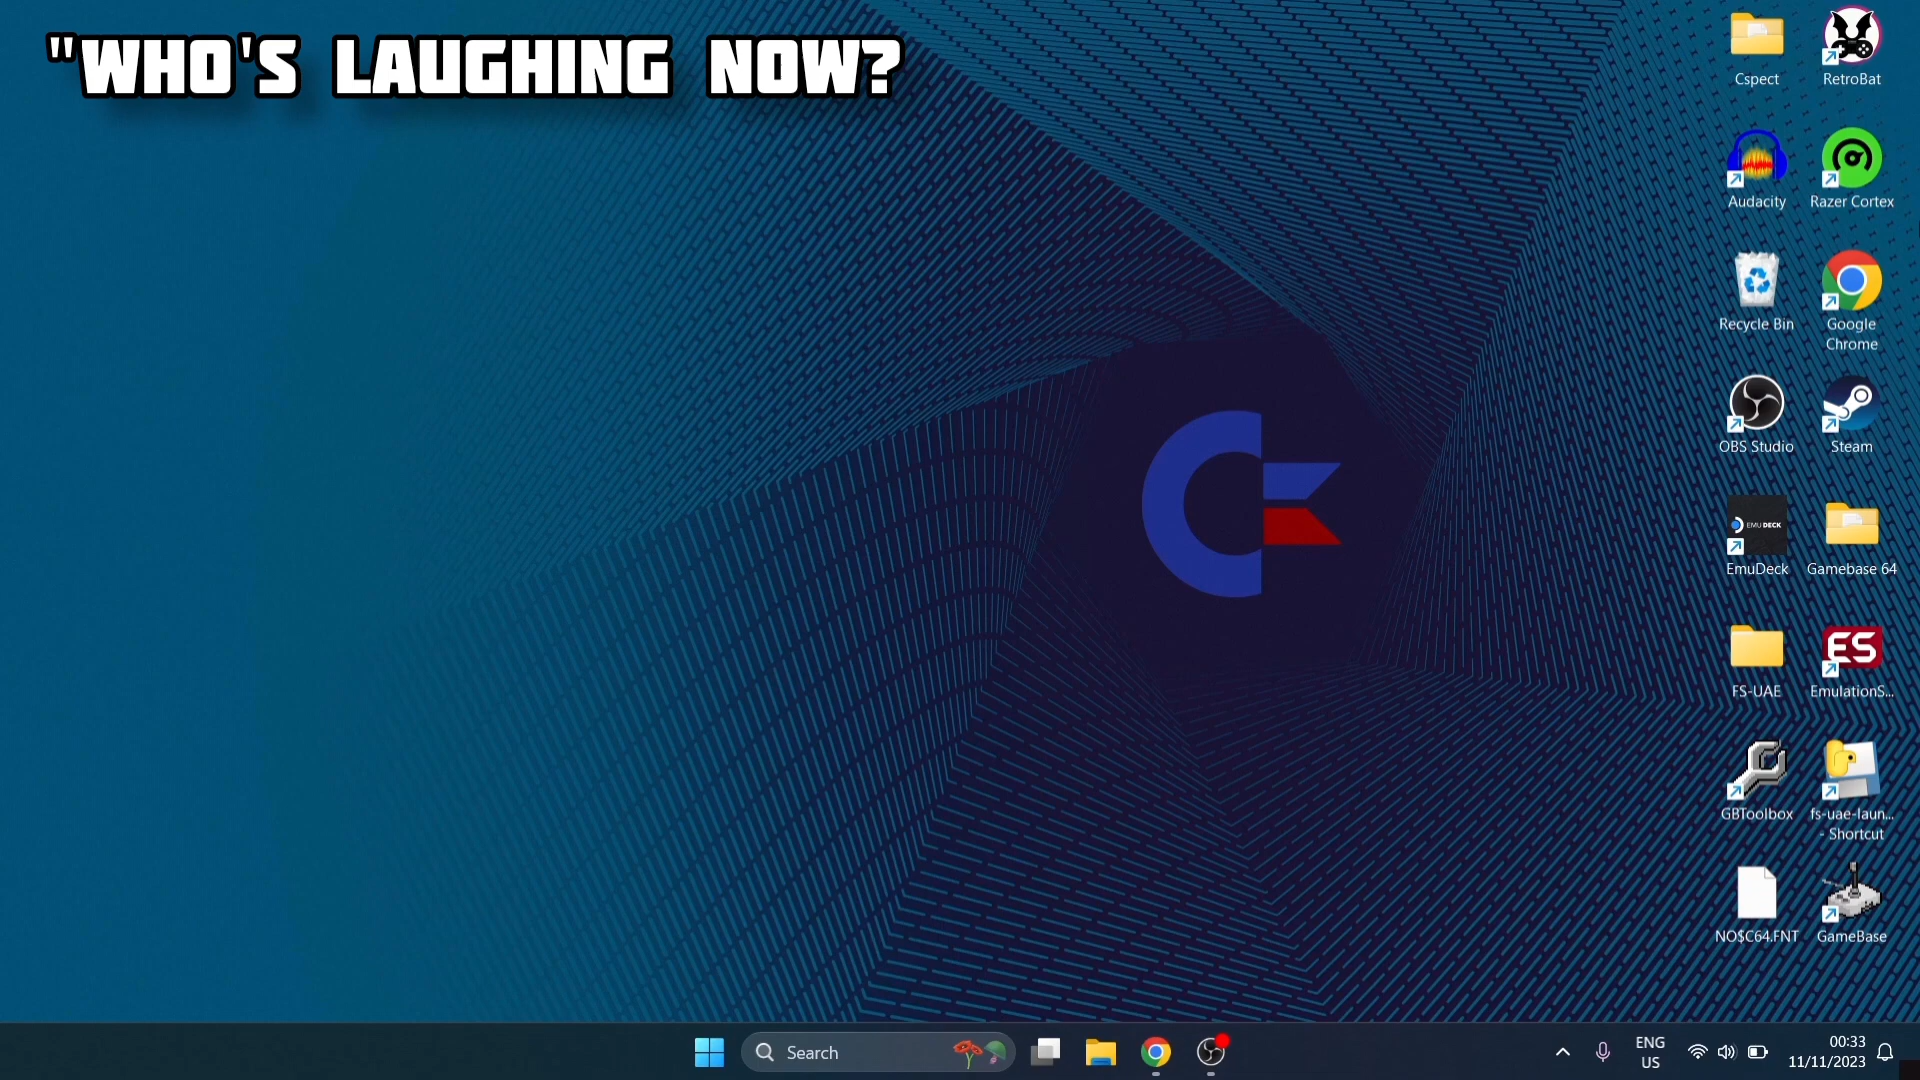 "WHO'S LAUGHING NOW?
Cspect
RetroBat
Audacity
Razer Cortex
Recycle Bin
Google
Chrome
OBS Studio
Steam
EMUDECK
EmuDeck
Gamebase 64
FS-UAE
ES
EmulationS...
GBToolbox
fs-uae-laun...
- Shortcut
NO$C64.FNT
GameBase
Search
ENG
US
00:33
11/11/2023